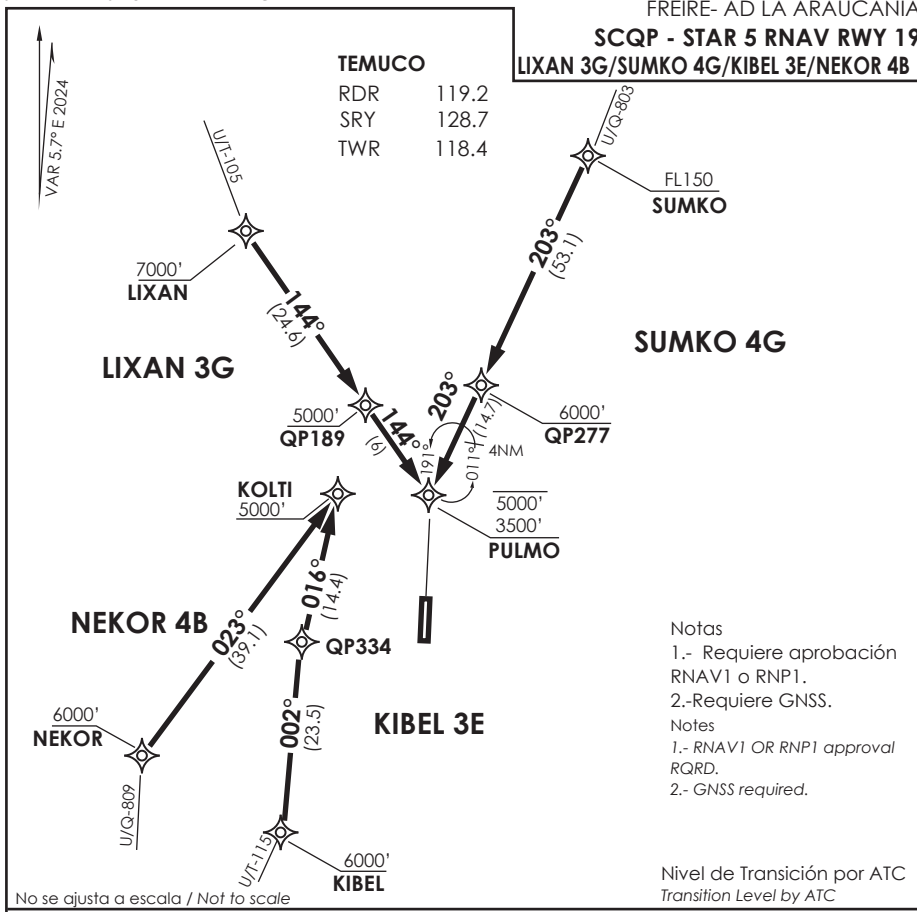 FREIRE- AD LA ARAUCANIA
SCQP - STAR 5 RNAV RWY 19
LIXAN 3G/SUMKO 4G/KIBEL 3E/NEKOR 4B
VAR 5.7° E 2024
TEMUCO
RDR 119.2
SRY 128.7
TWR 118.4
U/T-105
U/Q-803
FL150
SUMKO
7000'
LIXAN
203°
(53.1)
144°
(24.6)
LIXAN 3G
SUMKO 4G
5000'
QP189
144°
(6)
203°
(14.7)
6000'
QP277
191°
011°
4NM
KOLTI
5000'
5000'
3500'
PULMO
016°
(14.4)
NEKOR 4B
023°
(39.1)
QP334
6000'
NEKOR
002°
(23.5)
KIBEL 3E
U/Q-809
U/T-115
6000'
KIBEL
Notas
1.- Requiere aprobación
RNAV1 o RNP1.
2.-Requiere GNSS.
Notes
1.- RNAV1 OR RNP1 approval
RQRD.
2.- GNSS required.
Nivel de Transición por ATC
Transition Level by ATC
No se ajusta a escala / Not to scale